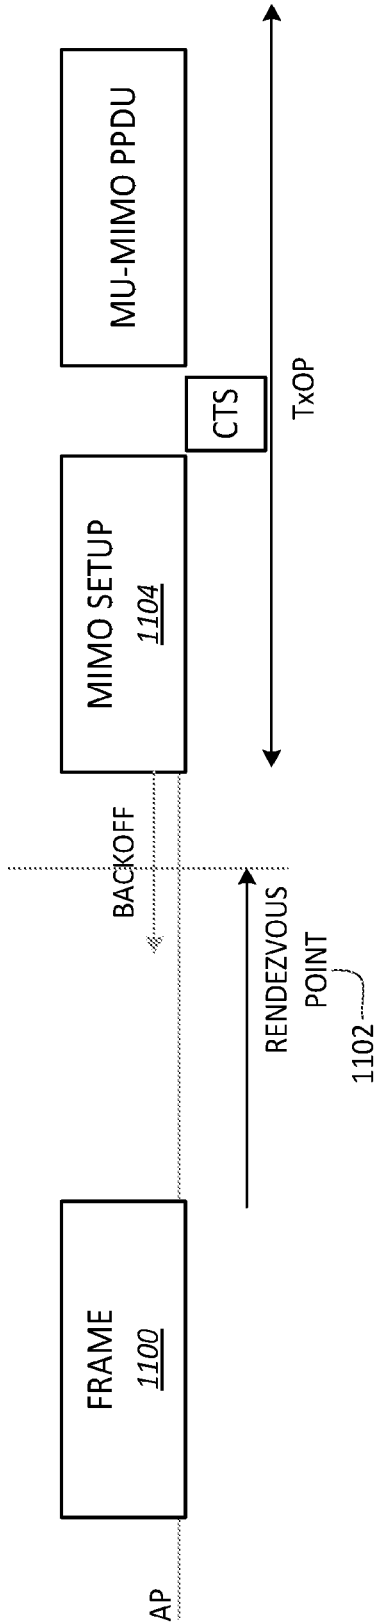 AP
FRAME
1100
BACKOFF
RENDEZVOUS
POINT
1102
MIMO SETUP
1104
CTS
MU-MIMO PPDU
TxOP